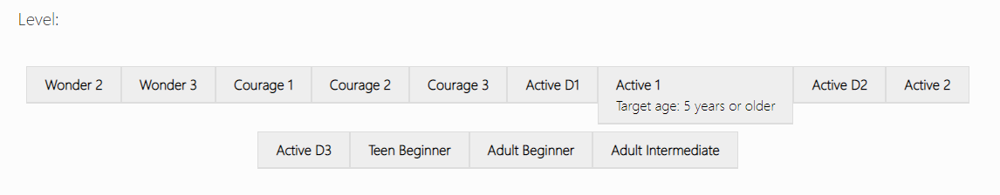 Level:
Wonder 2 Wonder 3 Courage 1 Courage 2 Courage 3 Active D1 Active 1 Active D2 Active 2
Target age: 5 years or older
Active D3 Teen Beginner Adult Beginner Adult Intermediate